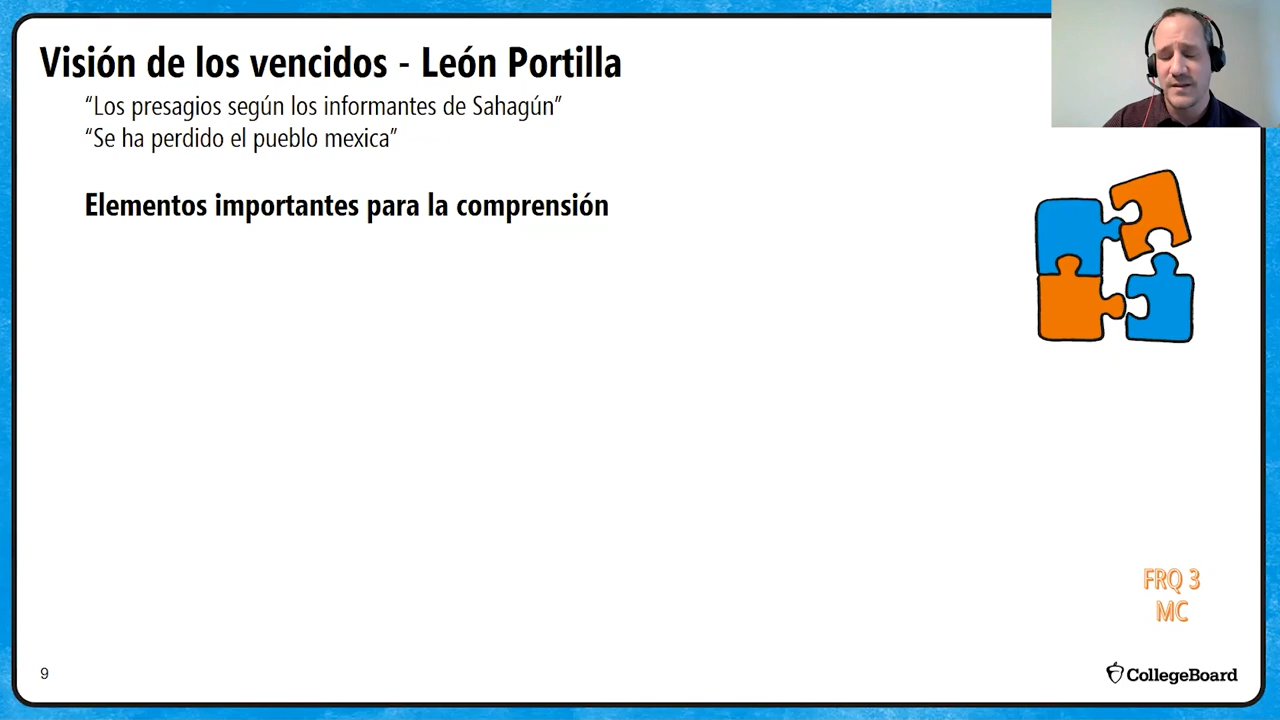 Visión de los vencidos - León Portilla
“Los presagios según los informantes de Sahagún”
“Se ha perdido el pueblo mexica”
Elementos importantes para la comprensión
FRQ 3
MC
9
CollegeBoard